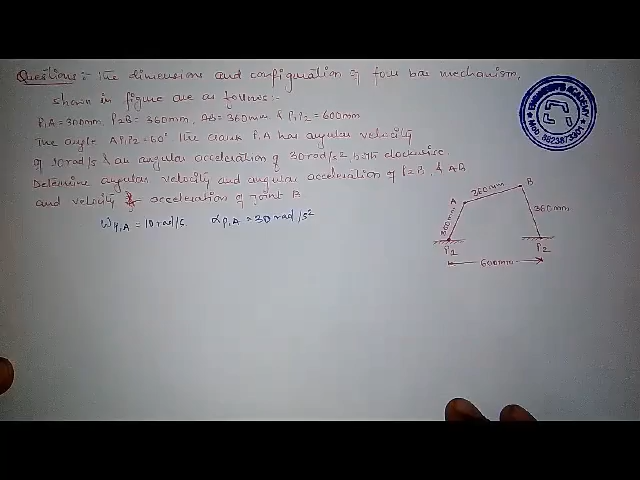 Questions:- The dimensions and configuration of four bar mechanism,
shown in figure are as follows:-
P1A = 300mm, P2B = 360mm, AB = 360mm & P1P2 = 600mm
The angle AP1P2 = 60° The crank P1A has angular velocity
of 10 rad/s & an angular acceleration of 30 rad/s2 both clockwise.
Determine angular velocity and angular acceleration of P2B, & AB
and velocity & acceleration of joint B
ωP1A = 10 rad/s. αP1A = 30 rad/s2
ENGINEER'S ACADEMY
A
360mm
B
300mm
360mm
P1
P2
600mm